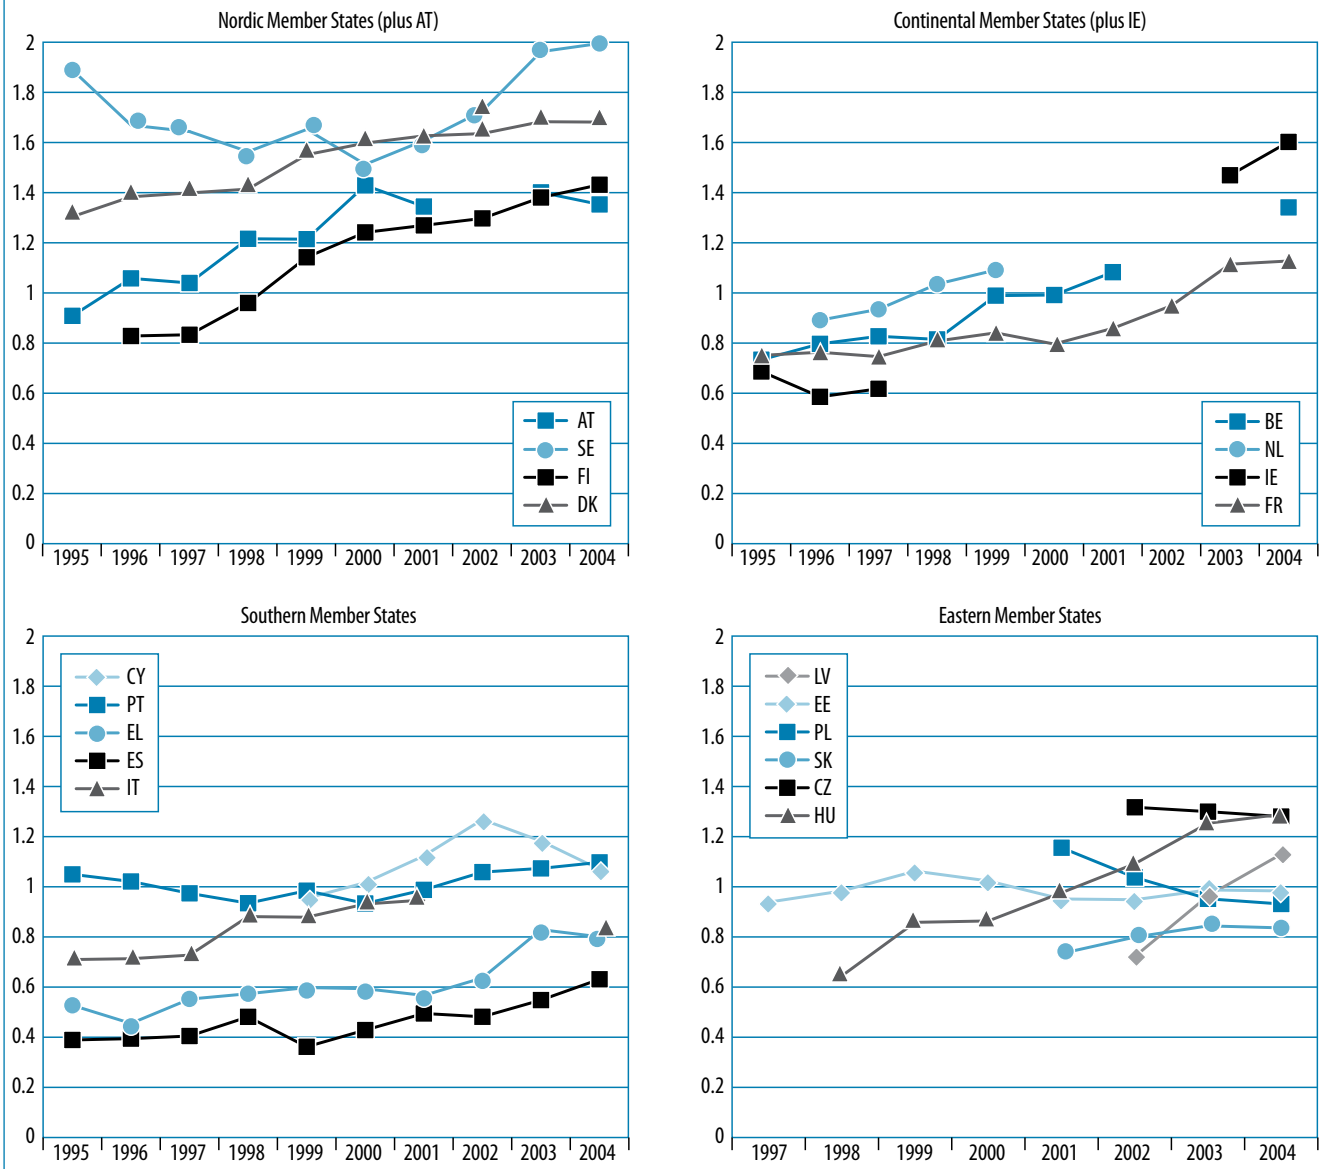 Nordic Member States (plus AT)
2
1.8
1.6
1.4
1.2
1
0.8
0.6
0.4
0.2
0
AT
SE
FI
DK
1995 1996 1997 1998 1999 2000 2001 2002 2003 2004
Continental Member States (plus IE)
2
1.8
1.6
1.4
1.2
1
0.8
0.6
0.4
0.2
0
BE
NL
IE
FR
1995 1996 1997 1998 1999 2000 2001 2002 2003 2004
Southern Member States
2
1.8
1.6
1.4
1.2
1
0.8
0.6
0.4
0.2
0
CY
PT
EL
ES
IT
1995 1996 1997 1998 1999 2000 2001 2002 2003 2004
Eastern Member States
2
1.8
1.6
1.4
1.2
1
0.8
0.6
0.4
0.2
0
LV
EE
PL
SK
CZ
HU
1997 1998 1999 2000 2001 2002 2003 2004